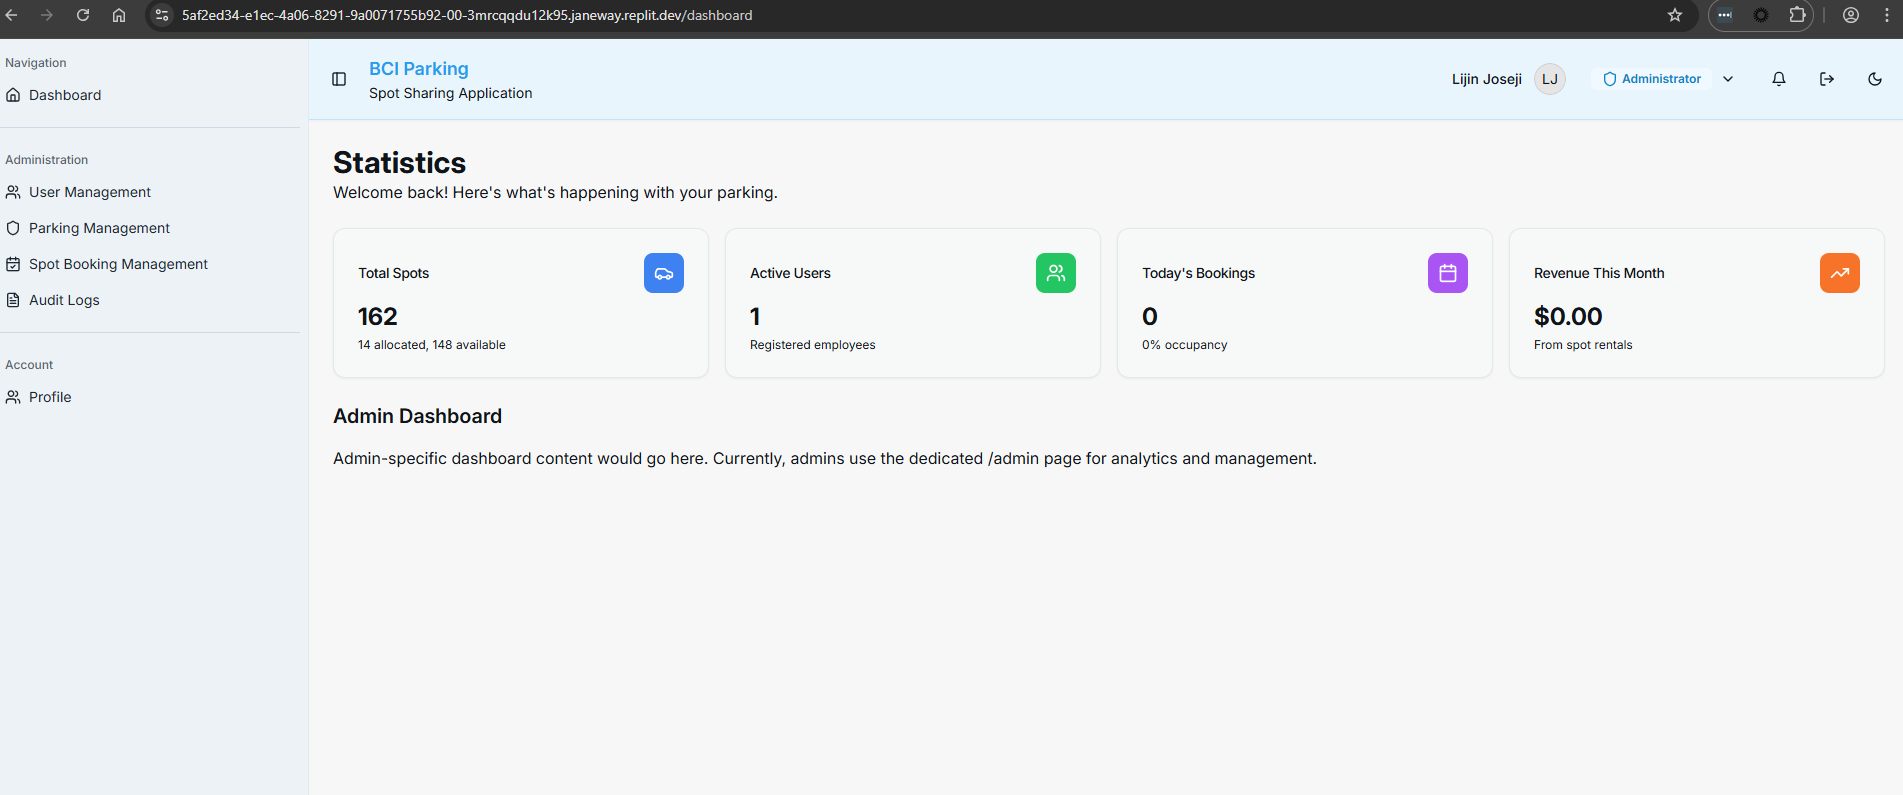 5af2ed34-e1ec-4a06-8291-9a0071755b92-00-3mrcqqdu12k95.janeway.replit.dev/dashboard
Navigation
Dashboard
Administration
User Management
Parking Management
Spot Booking Management
Audit Logs
Account
Profile
BCI Parking
Spot Sharing Application
Lijin Joseji
LJ
Administrator
Statistics
Welcome back! Here's what's happening with your parking.
Total Spots
162
14 allocated, 148 available
Active Users
1
Registered employees
Today's Bookings
0
0% occupancy
Revenue This Month
$0.00
From spot rentals
Admin Dashboard
Admin-specific dashboard content would go here. Currently, admins use the dedicated /admin page for analytics and management.